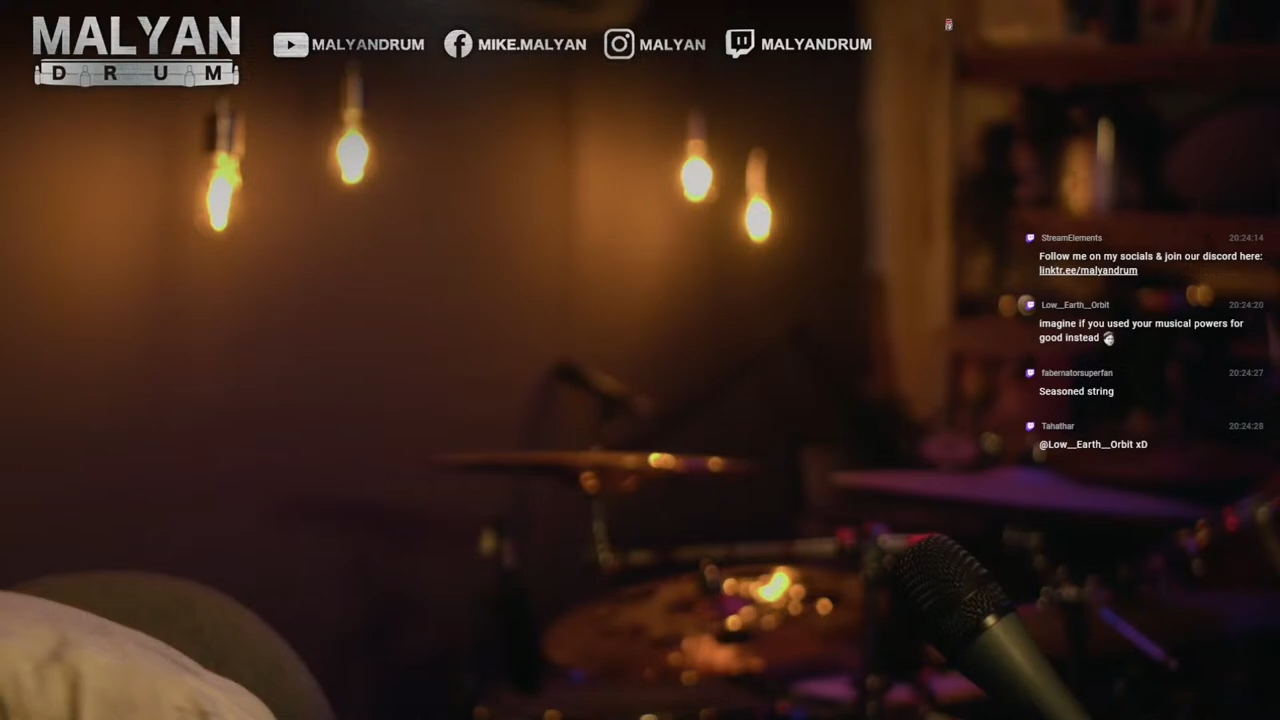 MALYAN
DRUM
MALYANDRUM
MIKE.MALYAN
MALYAN
MALYANDRUM
StreamElements 20:24:14
Follow me on my socials & join our discord here:
linktr.ee/malyandrum
Low__Earth__Orbit 20:24:20
imagine if you used your musical powers for
good instead
fabernatorsuperfan 20:24:27
Seasoned string
Tahathar 20:24:28
@Low__Earth__Orbit xD